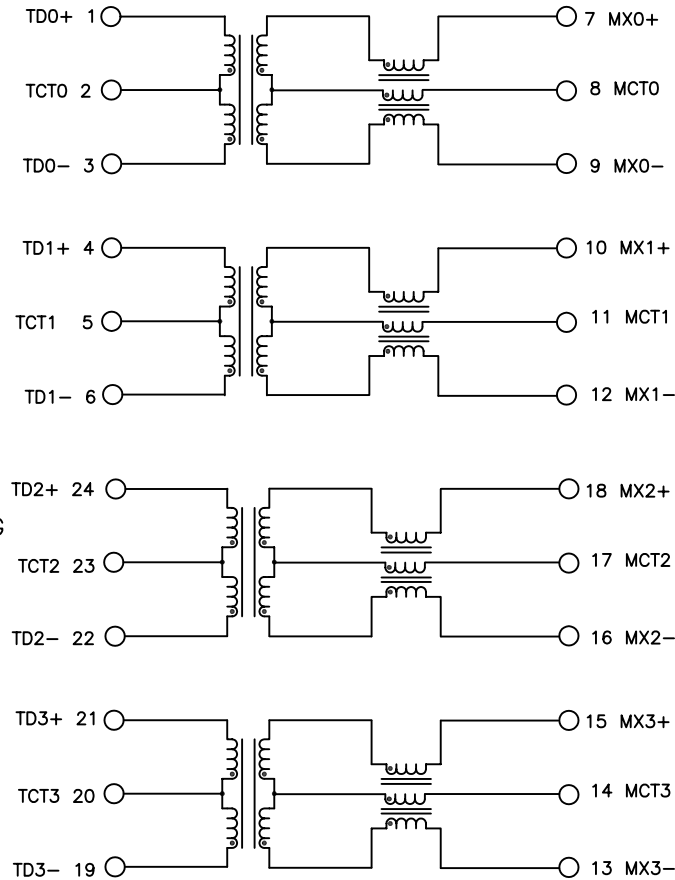 TD0+ 1 7 MX0+
TCT0 2 8 MCT0
TD0− 3 9 MX0−
TD1+ 4 10 MX1+
TCT1 5 11 MCT1
TD1− 6 12 MX1−
TD2+ 24 18 MX2+
G
TCT2 23 17 MCT2
TD2− 22 16 MX2−
TD3+ 21 15 MX3+
TCT3 20 14 MCT3
TD3− 19 13 MX3−